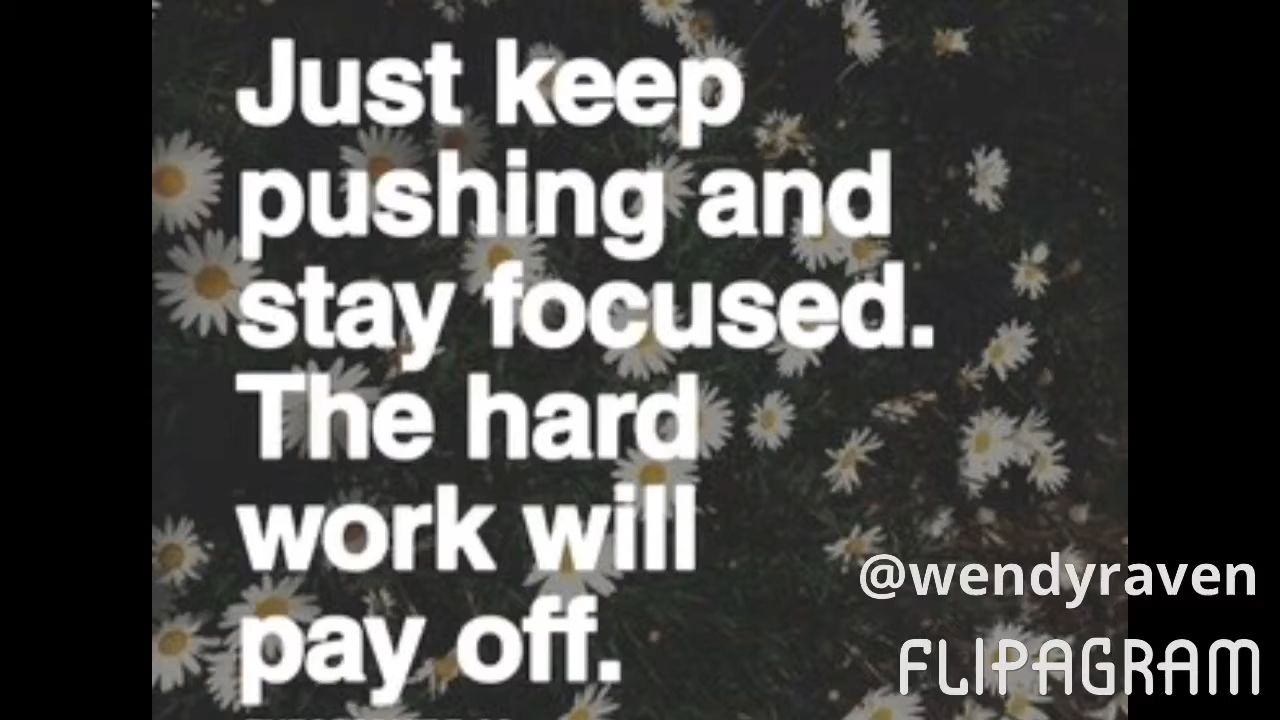 Just keep
pushing and
stay focused.
The hard
work will
pay off.
@wendyraven
FLIPAGRAM